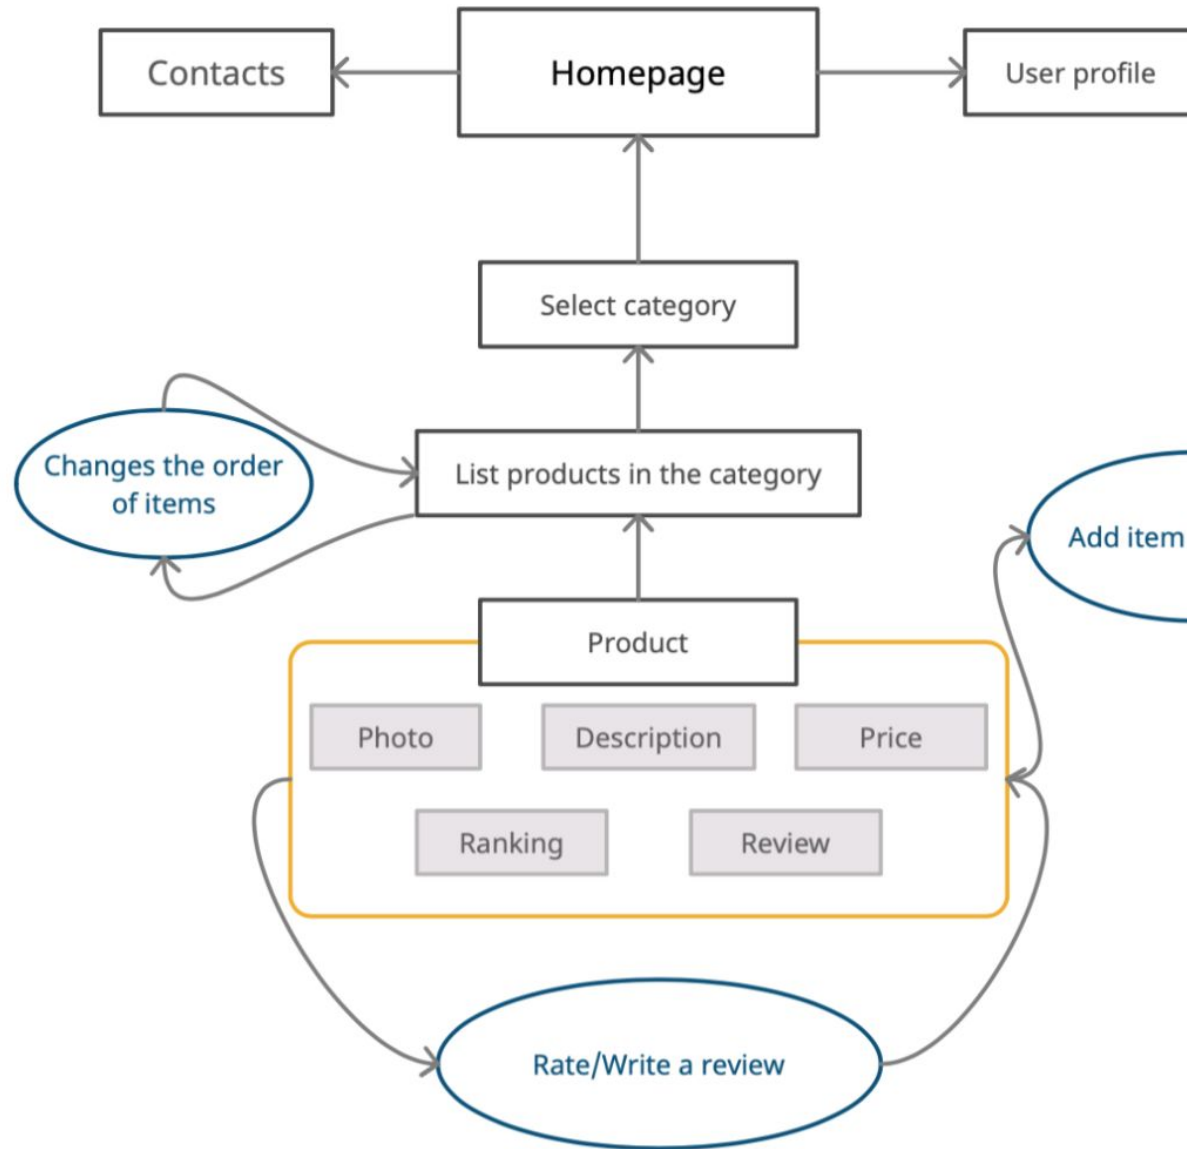 Contacts
Homepage
User profile
Select category
Changes the order
of items
List products in the category
Add item
Product
Photo
Description
Price
Ranking
Review
Rate/Write a review